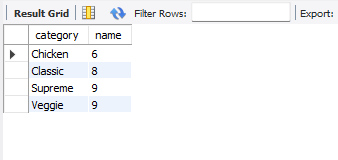 Result Grid Filter Rows: Export:
category name
Chicken 6
Classic 8
Supreme 9
Veggie 9